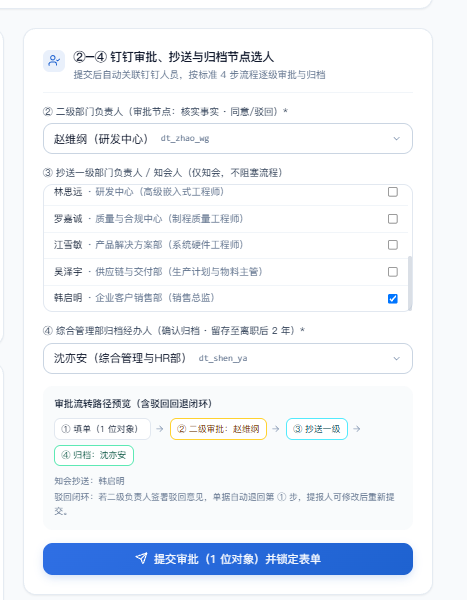 ②—④ 钉钉审批、抄送与归档节点选人
提交后自动关联钉钉人员，按标准 4 步流程逐级审批与归档
② 二级部门负责人（审批节点：核实事实 · 同意/驳回）*
赵维纲（研发中心） dt_zhao_wg
③ 抄送一级部门负责人 / 知会人（仅知会，不阻塞流程）
林思远 · 研发中心（高级嵌入式工程师）
罗嘉诚 · 质量与合规中心（制程质量工程师）
江雪敏 · 产品解决方案部（系统硬件工程师）
吴泽宇 · 供应链与交付部（生产计划与物料主管）
韩启明 · 企业客户销售部（销售总监）
④ 综合管理部归档经办人（确认归档 · 留存至离职后 2 年）*
沈亦安（综合管理与HR部） dt_shen_ya
审批流转路径预览（含驳回回退闭环）
① 填单（1 位对象） → ② 二级审批：赵维纲 → ③ 抄送一级 →
④ 归档：沈亦安
知会抄送：韩启明
驳回闭环：若二级负责人签署驳回意见，单据自动退回第 ① 步，提报人可修改后重新提
交。
提交审批（1 位对象）并锁定表单